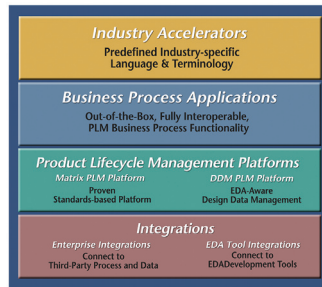 Industry Accelerators
Predefined Industry-specific
Language & Terminology
Business Process Applications
Out-of-the-Box, Fully Interoperable,
PLM Business Process Functionality
Product Lifecycle Management Platforms
Matrix PLM Platform
Proven
Standards-based Platform
DDM PLM Platform
EDA-Aware
Design Data Management
Integrations
Enterprise Integrations
Connect to
Third-Party Process and Data
EDA Tool Integrations
Connect to
EDADevelopment Tools